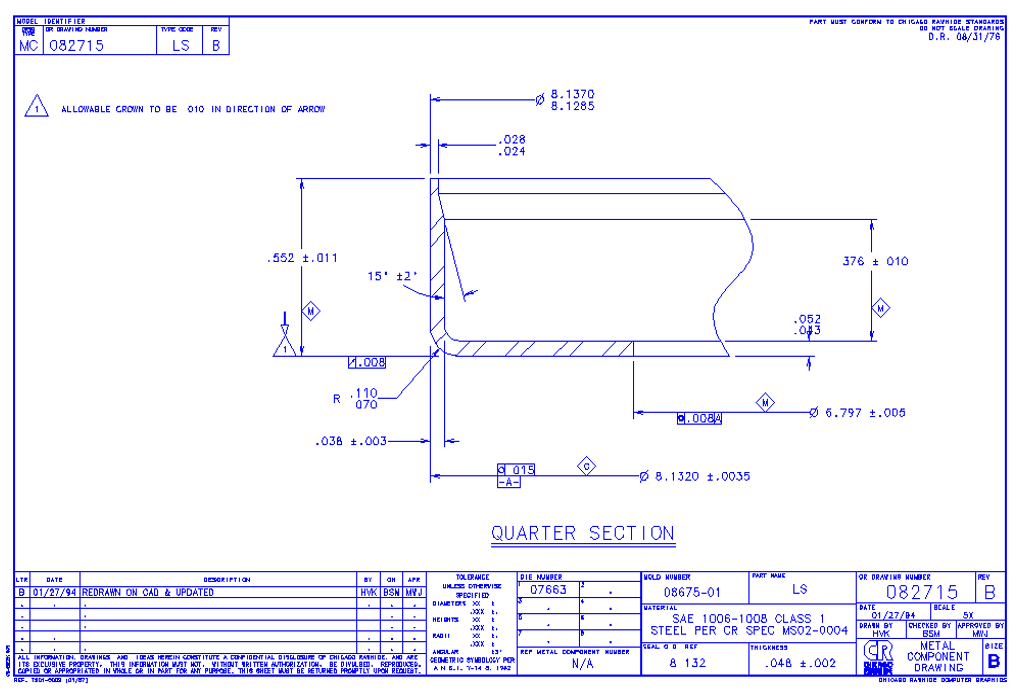 MODEL IDENTIFIER
OR DRAWING NUMBER TYPE CODE REV
MC 082715 LS B
PART MUST CONFORM TO CHICAGO RAWHIDE STANDARDS
DO NOT SCALE DRAWING
D.R. 08/31/76
1 ALLOWABLE CROWN TO BE .010 IN DIRECTION OF ARROW
Ø 8.1370
8.1285
.028
.024
.552 ±.011
.376 ± .010
15° ±2°
M
M
.052
.043
1
.008
R .110
.070
M
.008A
Ø 6.797 ±.005
.038 ±.003
.015
-A-
C
Ø 8.1320 ±.0035
QUARTER SECTION
LTR DATE DESCRIPTION BY CH APR
B 01/27/94 REDRAWN ON CAD & UPDATED HVK BSM MWJ
ALL INFORMATION, DRAWINGS AND IDEAS HEREIN CONSTITUTE A CONFIDENTIAL DISCLOSURE OF CHICAGO RAWHIDE, AND ARE
ITS EXCLUSIVE PROPERTY. THIS INFORMATION MUST NOT, WITHOUT WRITTEN AUTHORIZATION, BE DIVULGED, REPRODUCED,
COPIED OR APPROPRIATED IN WHOLE OR IN PART FOR ANY PURPOSE. THIS SHEET MUST BE RETURNED PROMPTLY UPON REQUEST.
TOLERANCE
UNLESS OTHERWISE
SPECIFIED
DIAMETERS .XX ±
.XXX ±.
HEIGHTS .XX ±
.XXX ±.
RADII .XX ±
.XXX ±.
ANGULAR
GEOMETRIC SYMBOLOGY PER
A.N.S.I. Y-14.5, 1982
DIE NUMBER
1 07663 2
3 4
5 6
7 8
REF METAL COMPONENT NUMBER
N/A
MOLD NUMBER
08675-01
PART NAME
LS
OR DRAWING NUMBER REV
082715 B
MATERIAL
SAE 1006-1008 CLASS 1
STEEL PER CR SPEC MS02-0004
DATE SCALE
01/27/94 5X
DRAWN BY CHECKED BY APPROVED BY
HVK BSM MWJ
SEAL O D REF
8.132
THICKNESS
.048 ±.002
CR
METAL
COMPONENT
DRAWING
SIZE
B
CHICAGO RAWHIDE COMPUTER GRAPHICS